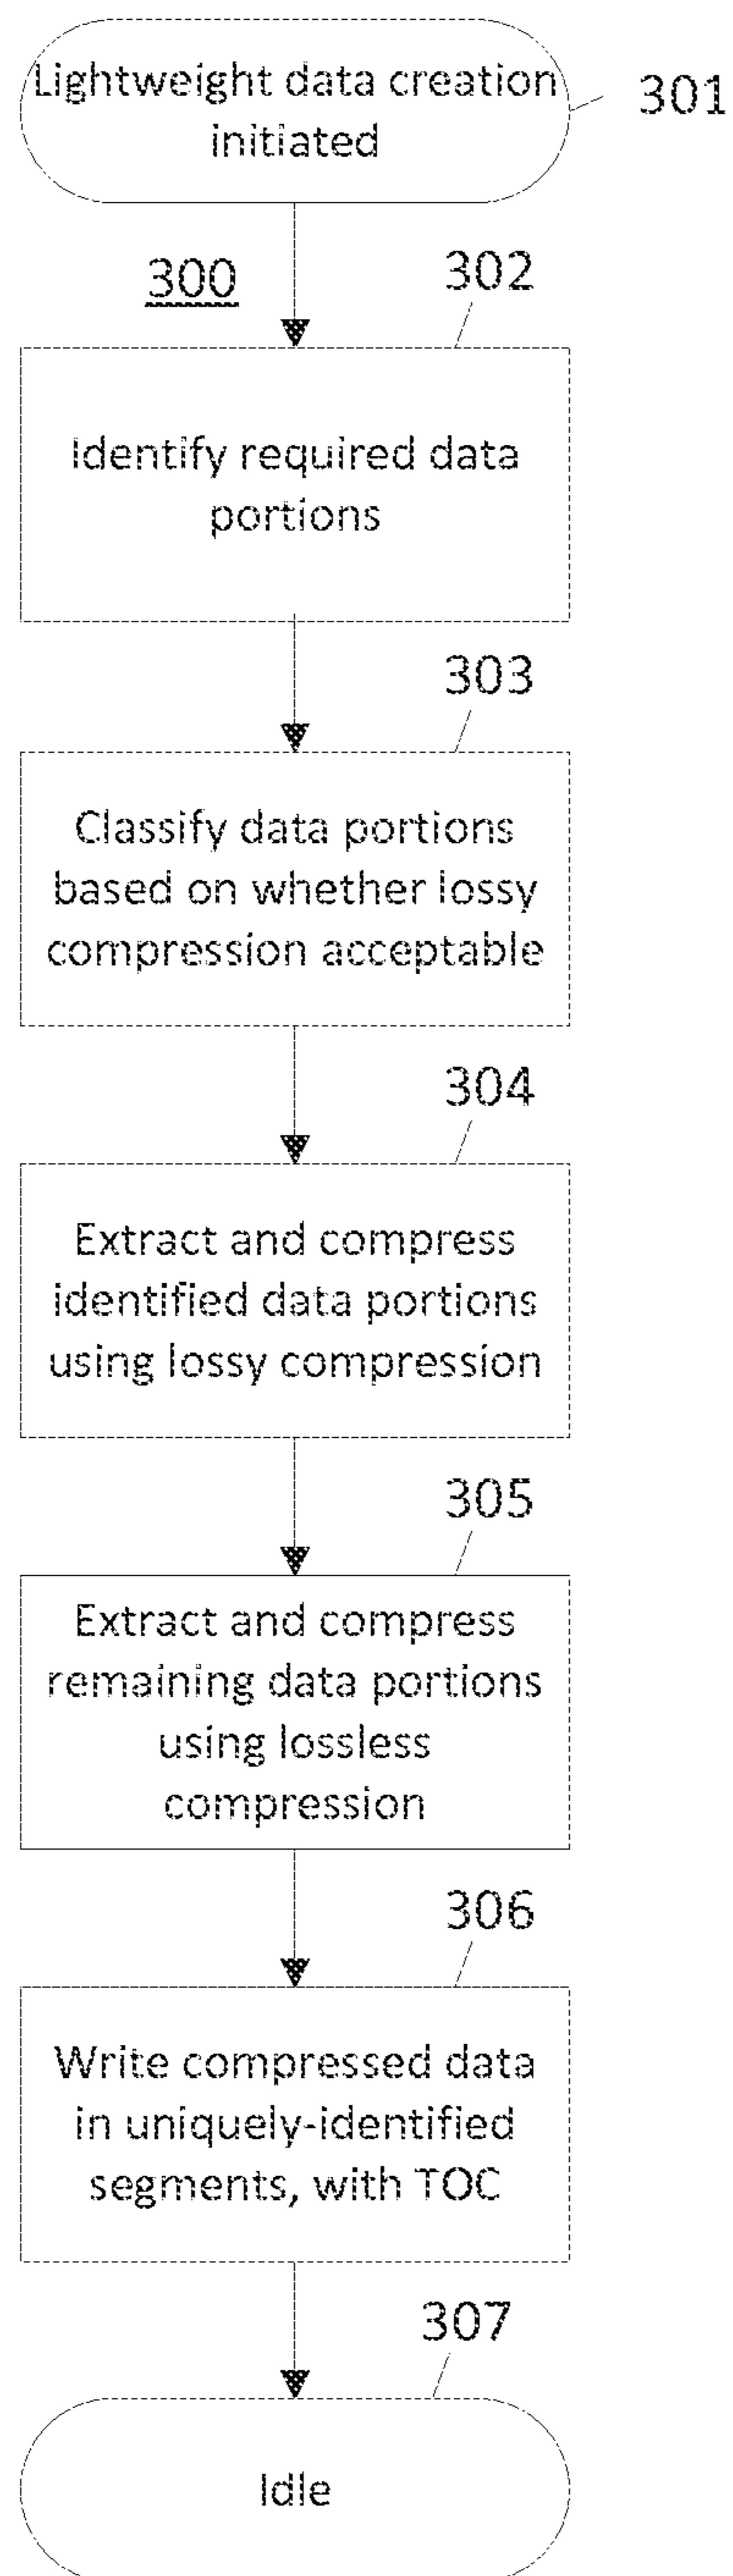 Lightweight data creation
initiated
301
300
302
Identify required data
portions
303
Classify data portions
based on whether lossy
compression acceptable
304
Extract and compress
identified data portions
using lossy compression
305
Extract and compress
remaining data portions
using lossless
compression
306
Write compressed data
in uniquely-identified
segments, with TOC
307
Idle